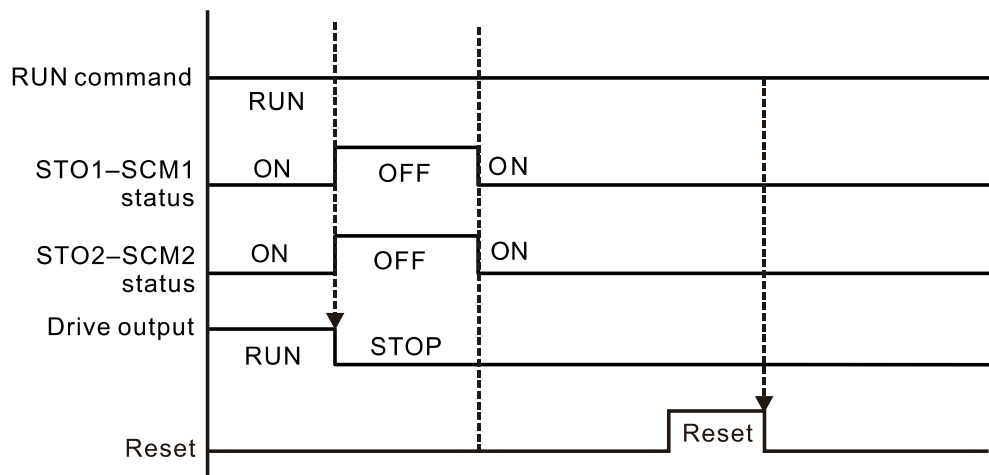 RUN command
RUN
STO1–SCM1
status
ON
OFF
ON
STO2–SCM2
status
ON
OFF
ON
Drive output
RUN
STOP
Reset
Reset